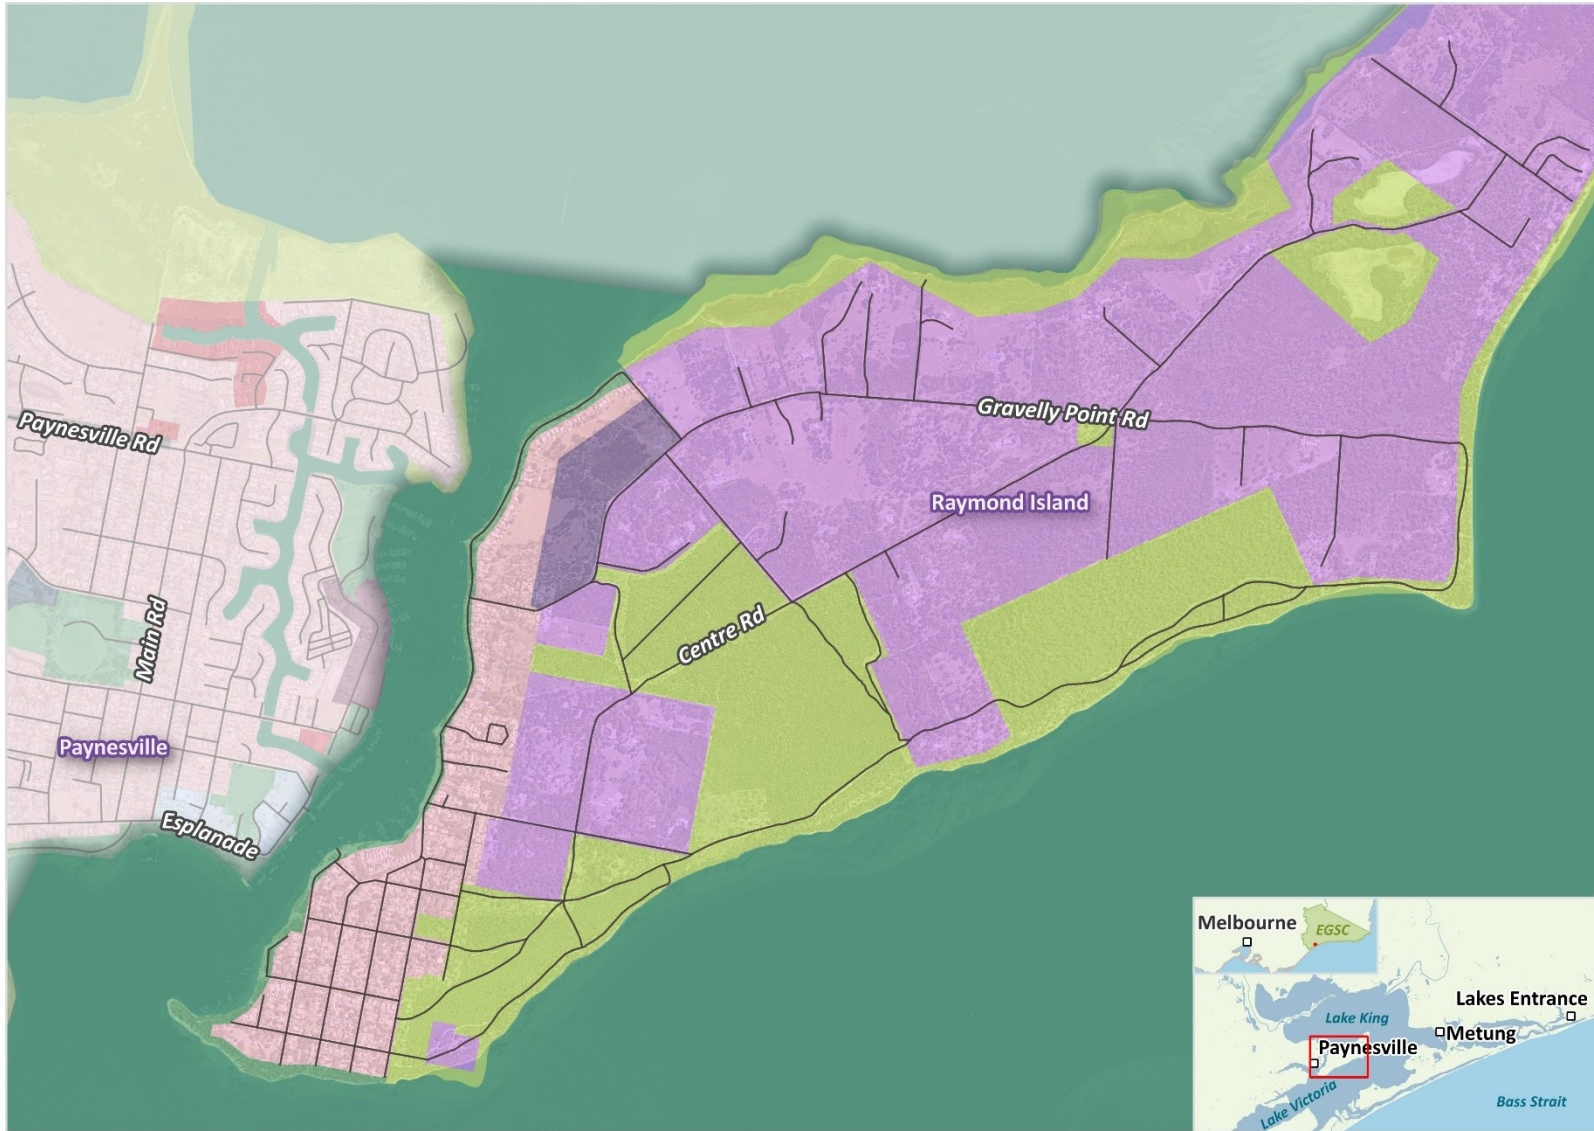 Gravelly Point Rd
Paynesville Rd
Raymond Island
Main Rd
Centre Rd
Paynesville
Esplanade
Melbourne
EGSC
Lakes Entrance
Lake King
Metung
Paynesville
Lake Victoria
Bass Strait